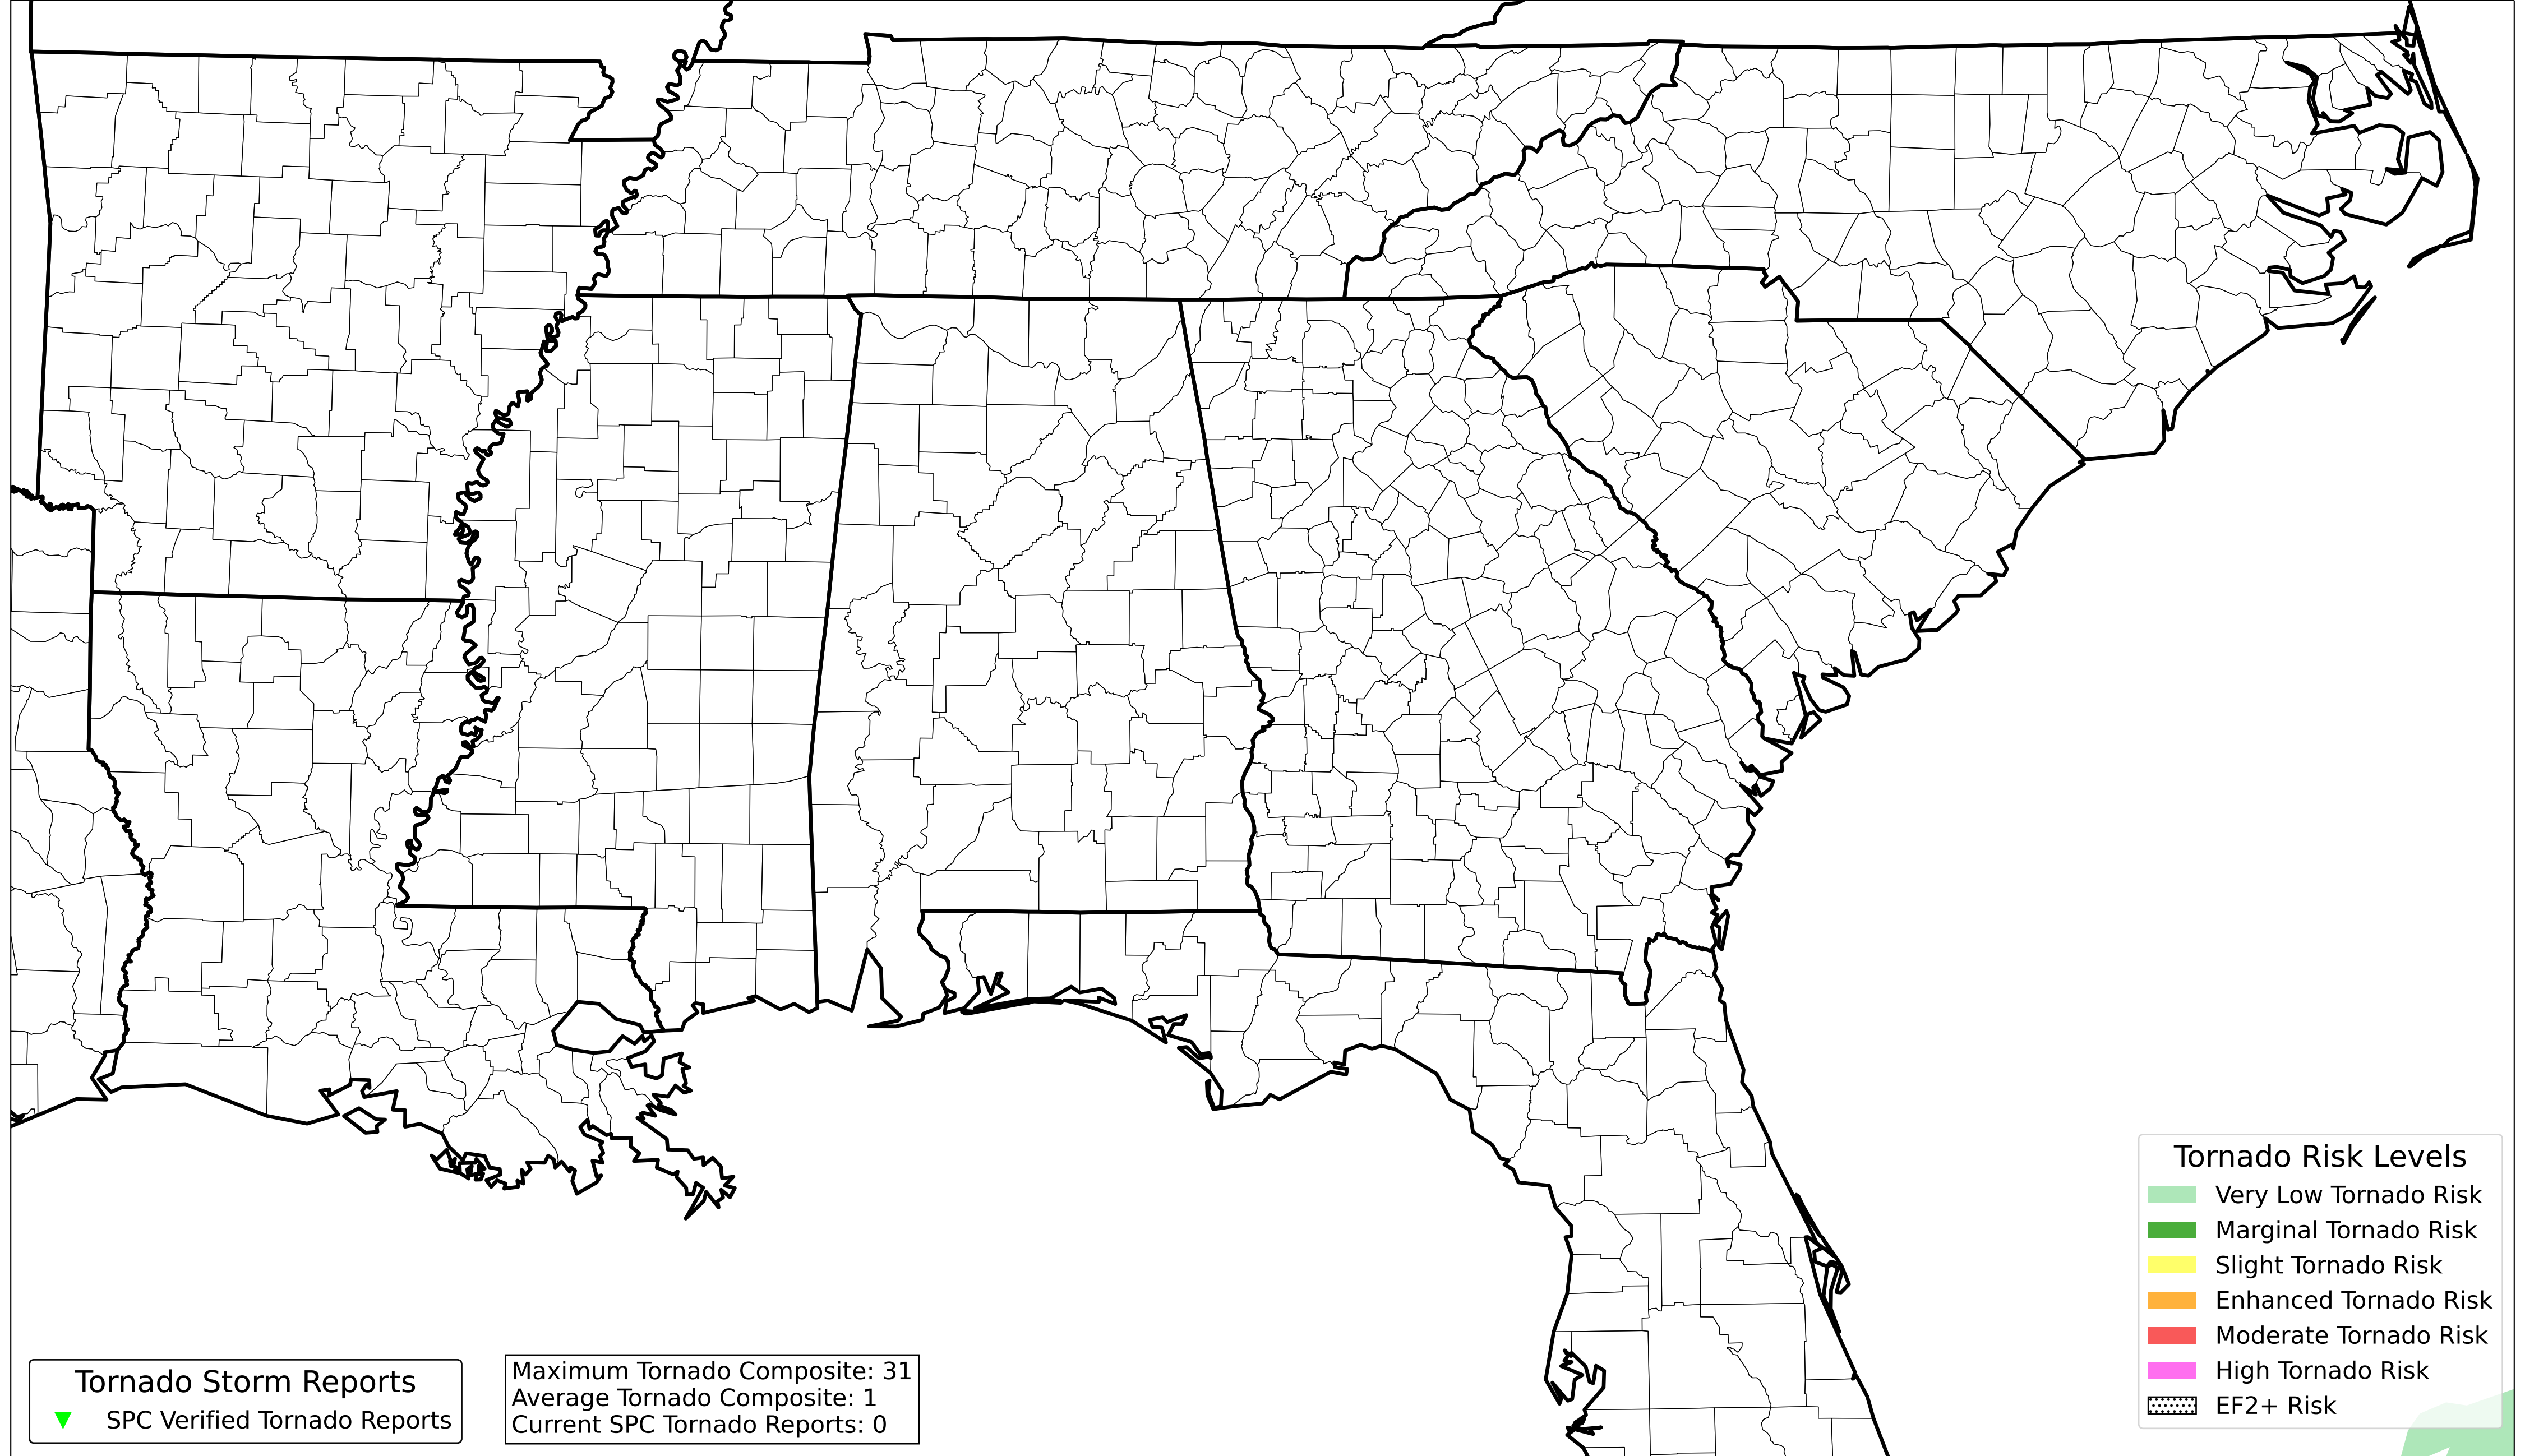 Tornado Risk Levels
Very Low Tornado Risk
Marginal Tornado Risk
Slight Tornado Risk
Enhanced Tornado Risk
Moderate Tornado Risk
High Tornado Risk
EF2+ Risk
Tornado Storm Reports
SPC Verified Tornado Reports
Maximum Tornado Composite: 31
Average Tornado Composite: 1
Current SPC Tornado Reports: 0